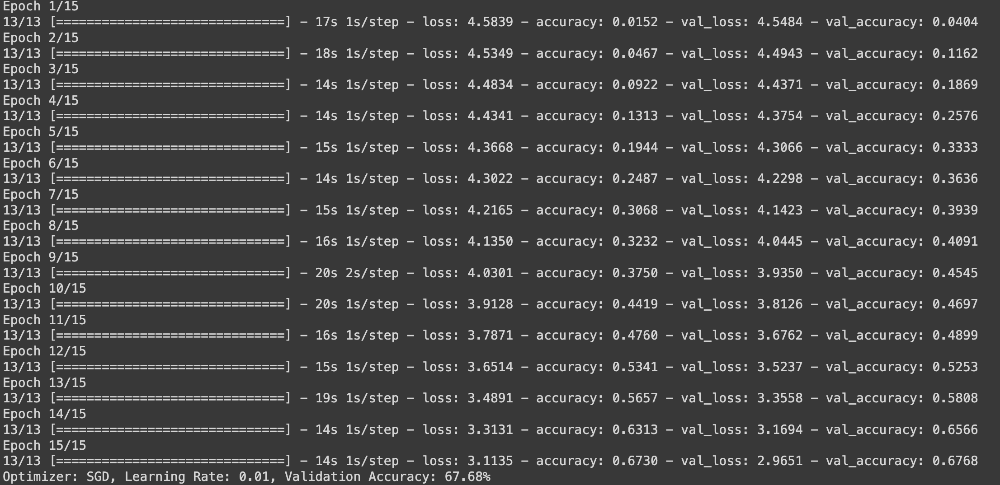 Epoch 1/15
13/13 [==============================] - 17s 1s/step - loss: 4.5839 - accuracy: 0.0152 - val_loss: 4.5484 - val_accuracy: 0.0404
Epoch 2/15
13/13 [==============================] - 18s 1s/step - loss: 4.5349 - accuracy: 0.0467 - val_loss: 4.4943 - val_accuracy: 0.1162
Epoch 3/15
13/13 [==============================] - 14s 1s/step - loss: 4.4834 - accuracy: 0.0922 - val_loss: 4.4371 - val_accuracy: 0.1869
Epoch 4/15
13/13 [==============================] - 14s 1s/step - loss: 4.4341 - accuracy: 0.1313 - val_loss: 4.3754 - val_accuracy: 0.2576
Epoch 5/15
13/13 [==============================] - 15s 1s/step - loss: 4.3668 - accuracy: 0.1944 - val_loss: 4.3066 - val_accuracy: 0.3333
Epoch 6/15
13/13 [==============================] - 14s 1s/step - loss: 4.3022 - accuracy: 0.2487 - val_loss: 4.2298 - val_accuracy: 0.3636
Epoch 7/15
13/13 [==============================] - 15s 1s/step - loss: 4.2165 - accuracy: 0.3068 - val_loss: 4.1423 - val_accuracy: 0.3939
Epoch 8/15
13/13 [==============================] - 16s 1s/step - loss: 4.1350 - accuracy: 0.3232 - val_loss: 4.0445 - val_accuracy: 0.4091
Epoch 9/15
13/13 [==============================] - 20s 2s/step - loss: 4.0301 - accuracy: 0.3750 - val_loss: 3.9350 - val_accuracy: 0.4545
Epoch 10/15
13/13 [==============================] - 20s 1s/step - loss: 3.9128 - accuracy: 0.4419 - val_loss: 3.8126 - val_accuracy: 0.4697
Epoch 11/15
13/13 [==============================] - 16s 1s/step - loss: 3.7871 - accuracy: 0.4760 - val_loss: 3.6762 - val_accuracy: 0.4899
Epoch 12/15
13/13 [==============================] - 15s 1s/step - loss: 3.6514 - accuracy: 0.5341 - val_loss: 3.5237 - val_accuracy: 0.5253
Epoch 13/15
13/13 [==============================] - 19s 1s/step - loss: 3.4891 - accuracy: 0.5657 - val_loss: 3.3558 - val_accuracy: 0.5808
Epoch 14/15
13/13 [==============================] - 14s 1s/step - loss: 3.3131 - accuracy: 0.6313 - val_loss: 3.1694 - val_accuracy: 0.6566
Epoch 15/15
13/13 [==============================] - 14s 1s/step - loss: 3.1135 - accuracy: 0.6730 - val_loss: 2.9651 - val_accuracy: 0.6768
Optimizer: SGD, Learning Rate: 0.01, Validation Accuracy: 67.68%